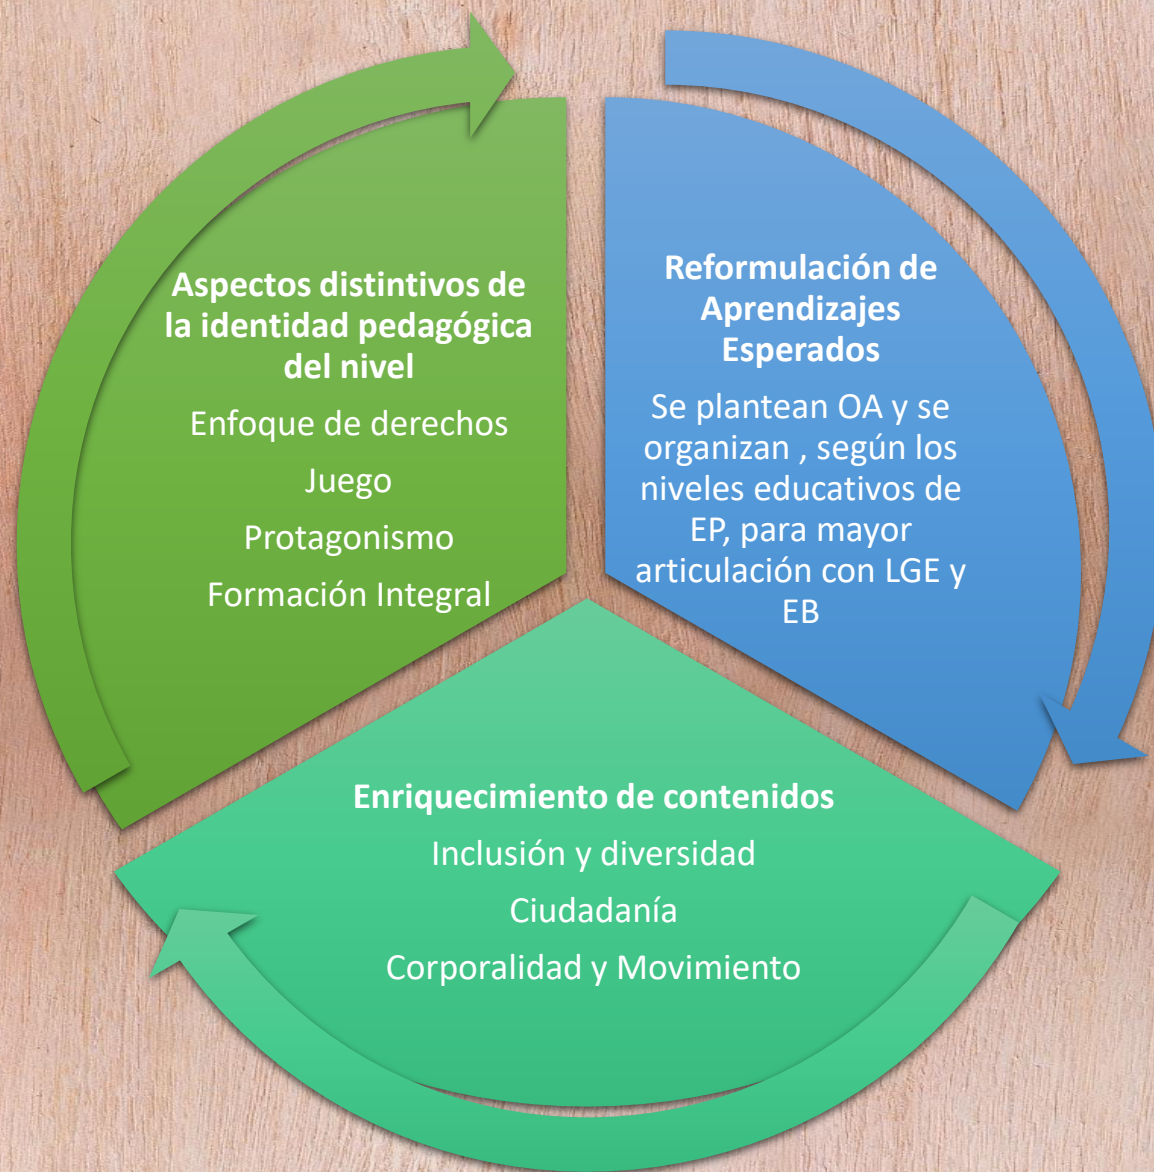 Aspectos distintivos de
la identidad pedagógica
del nivel
Enfoque de derechos
Juego
Protagonismo
Formación Integral
Reformulación de
Aprendizajes
Esperados
Se plantean OA y se
organizan , según los
niveles educativos de
EP, para mayor
articulación con LGE y
EB
Enriquecimiento de contenidos
Inclusión y diversidad
Ciudadanía
Corporalidad y Movimiento